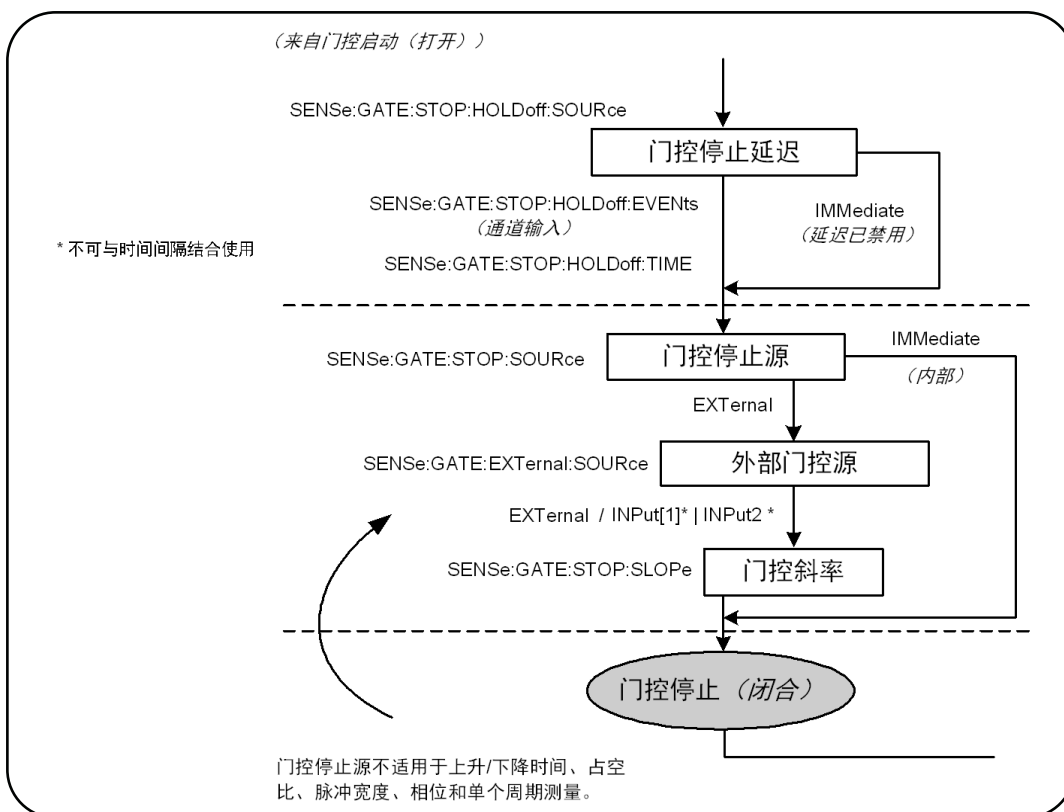 （来自门控启动（打开））
SENSe:GATE:STOP:HOLDoff:SOURce
门控停止延迟
SENSe:GATE:STOP:HOLDoff:EVENts
（通道输入）
IMMediate
（延迟已禁用）
* 不可与时间间隔结合使用
SENSe:GATE:STOP:HOLDoff:TIME
SENSe:GATE:STOP:SOURce
门控停止源
IMMediate
（内部）
EXTernal
SENSe:GATE:EXTernal:SOURce
外部门控源
EXTernal / INPut[1]* | INPut2 *
SENSe:GATE:STOP:SLOPe
门控斜率
门控停止（闭合）
门控停止源不适用于上升/下降时间、占空
比、脉冲宽度、相位和单个周期测量。